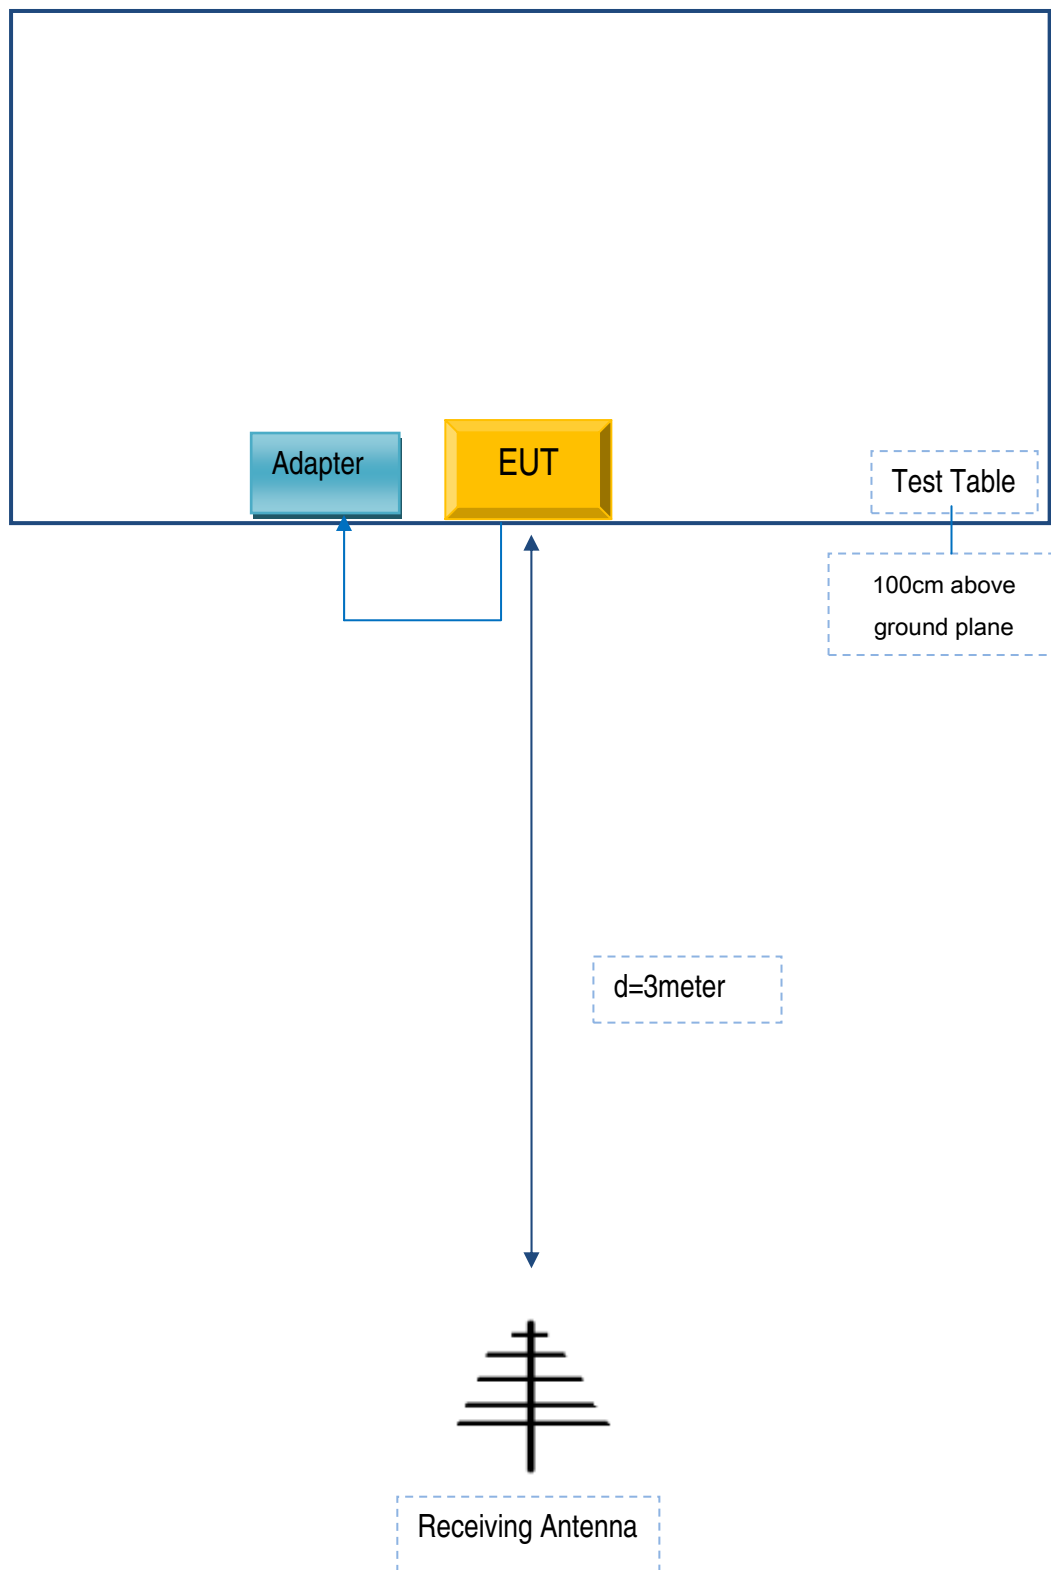 Adapter
EUT
Test Table
100cm above
ground plane
d=3meter
Receiving Antenna